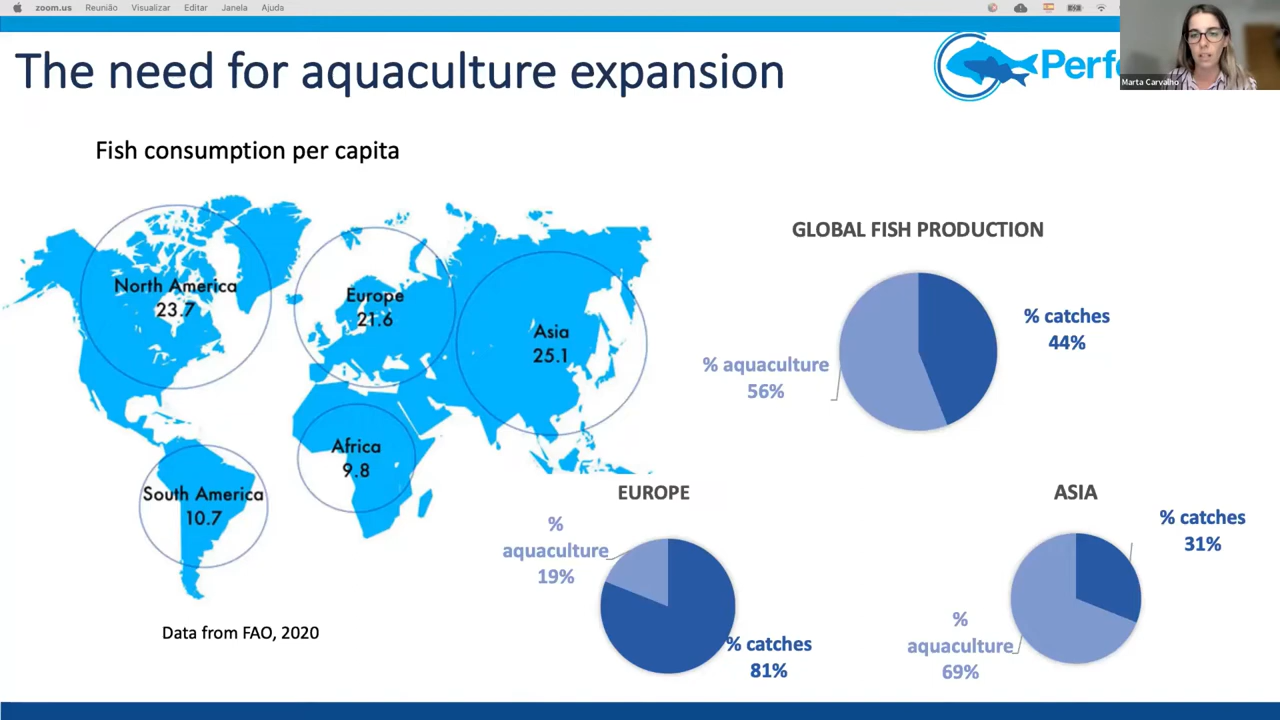 zoom.us Reunião Visualizar Editar Janela Ajuda
The need for aquaculture expansion
Marta Carvalho
Fish consumption per capita
North America
23.7
Europe
21.6
Asia
25.1
Africa
9.8
South America
10.7
Data from FAO, 2020
GLOBAL FISH PRODUCTION
% catches
44%
% aquaculture
56%
EUROPE
%
aquaculture
19%
% catches
81%
ASIA
% catches
31%
%
aquaculture
69%